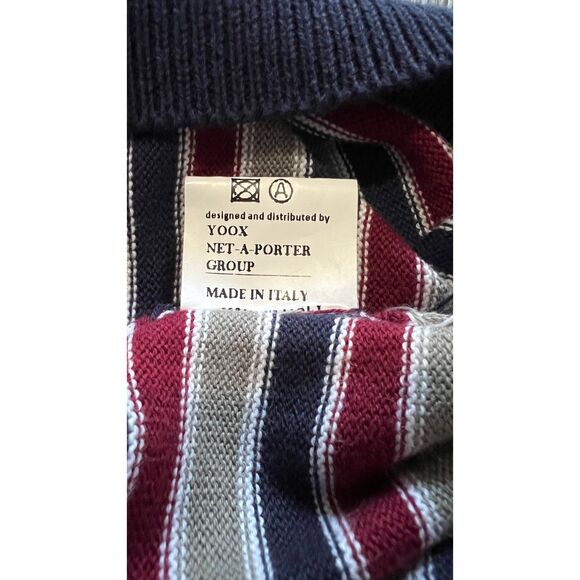 A
designed and distributed by
YOOX
NET-A-PORTER
GROUP
MADE IN ITALY